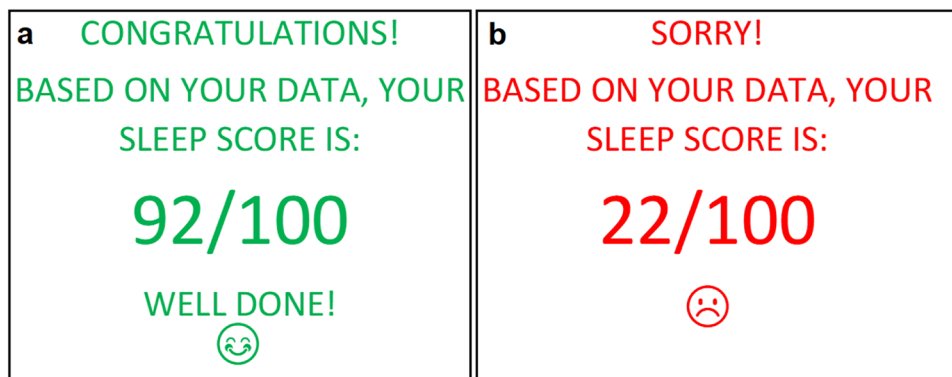 a
CONGRATULATIONS!
BASED ON YOUR DATA, YOUR
SLEEP SCORE IS:
92/100
WELL DONE!
b
SORRY!
BASED ON YOUR DATA, YOUR
SLEEP SCORE IS:
22/100